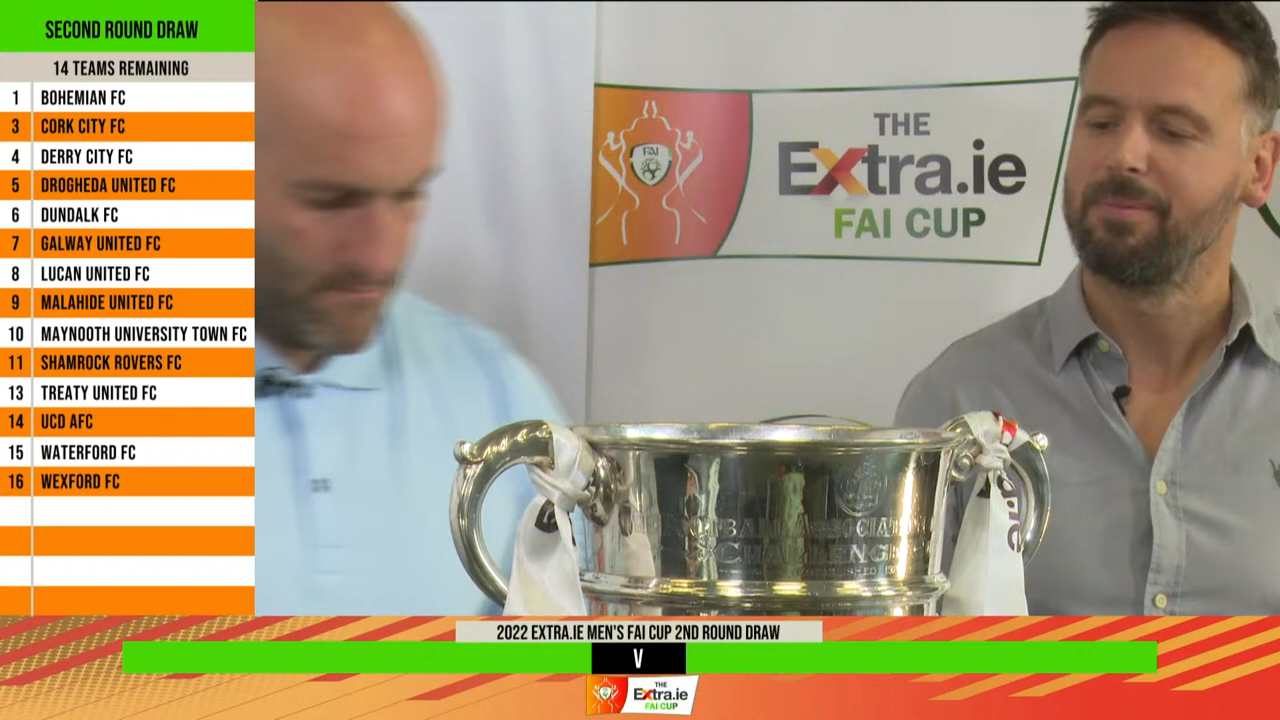 SECOND ROUND DRAW
14 TEAMS REMAINING
1 BOHEMIAN FC
3 CORK CITY FC
4 DERRY CITY FC
5 DROGHEDA UNITED FC
6 DUNDALK FC
7 GALWAY UNITED FC
8 LUCAN UNITED FC
9 MALAHIDE UNITED FC
10 MAYNOOTH UNIVERSITY TOWN FC
11 SHAMROCK ROVERS FC
13 TREATY UNITED FC
14 UCD AFC
15 WATERFORD FC
16 WEXFORD FC
FAI
THE
Extra.ie
FAI CUP
FOOTBALL ASSOCIATION
CHALLENGE
2022 EXTRA.IE MEN'S FAI CUP 2ND ROUND DRAW
V
THE
Extra.ie
FAI CUP